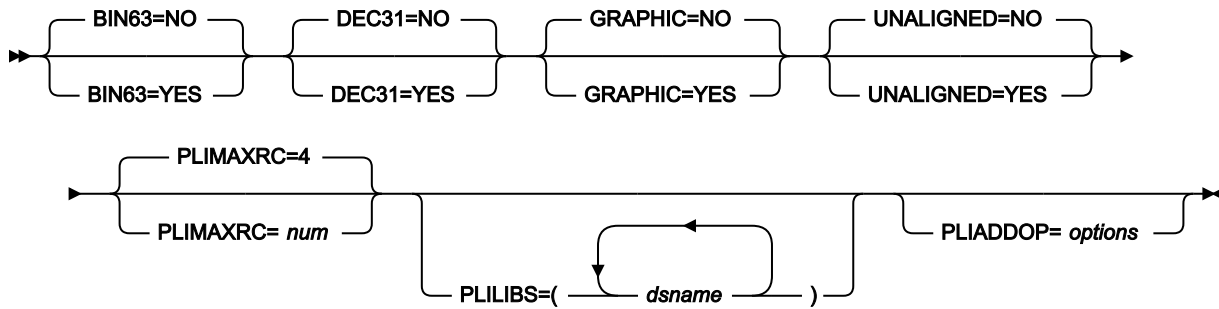 BIN63=NO DEC31=NO GRAPHIC=NO UNALIGNED=NO
BIN63=YES DEC31=YES GRAPHIC=YES UNALIGNED=YES
PLIMAXRC=4
PLIMAXRC= num PLIADDOP= options
PLILIBS=( dsname )